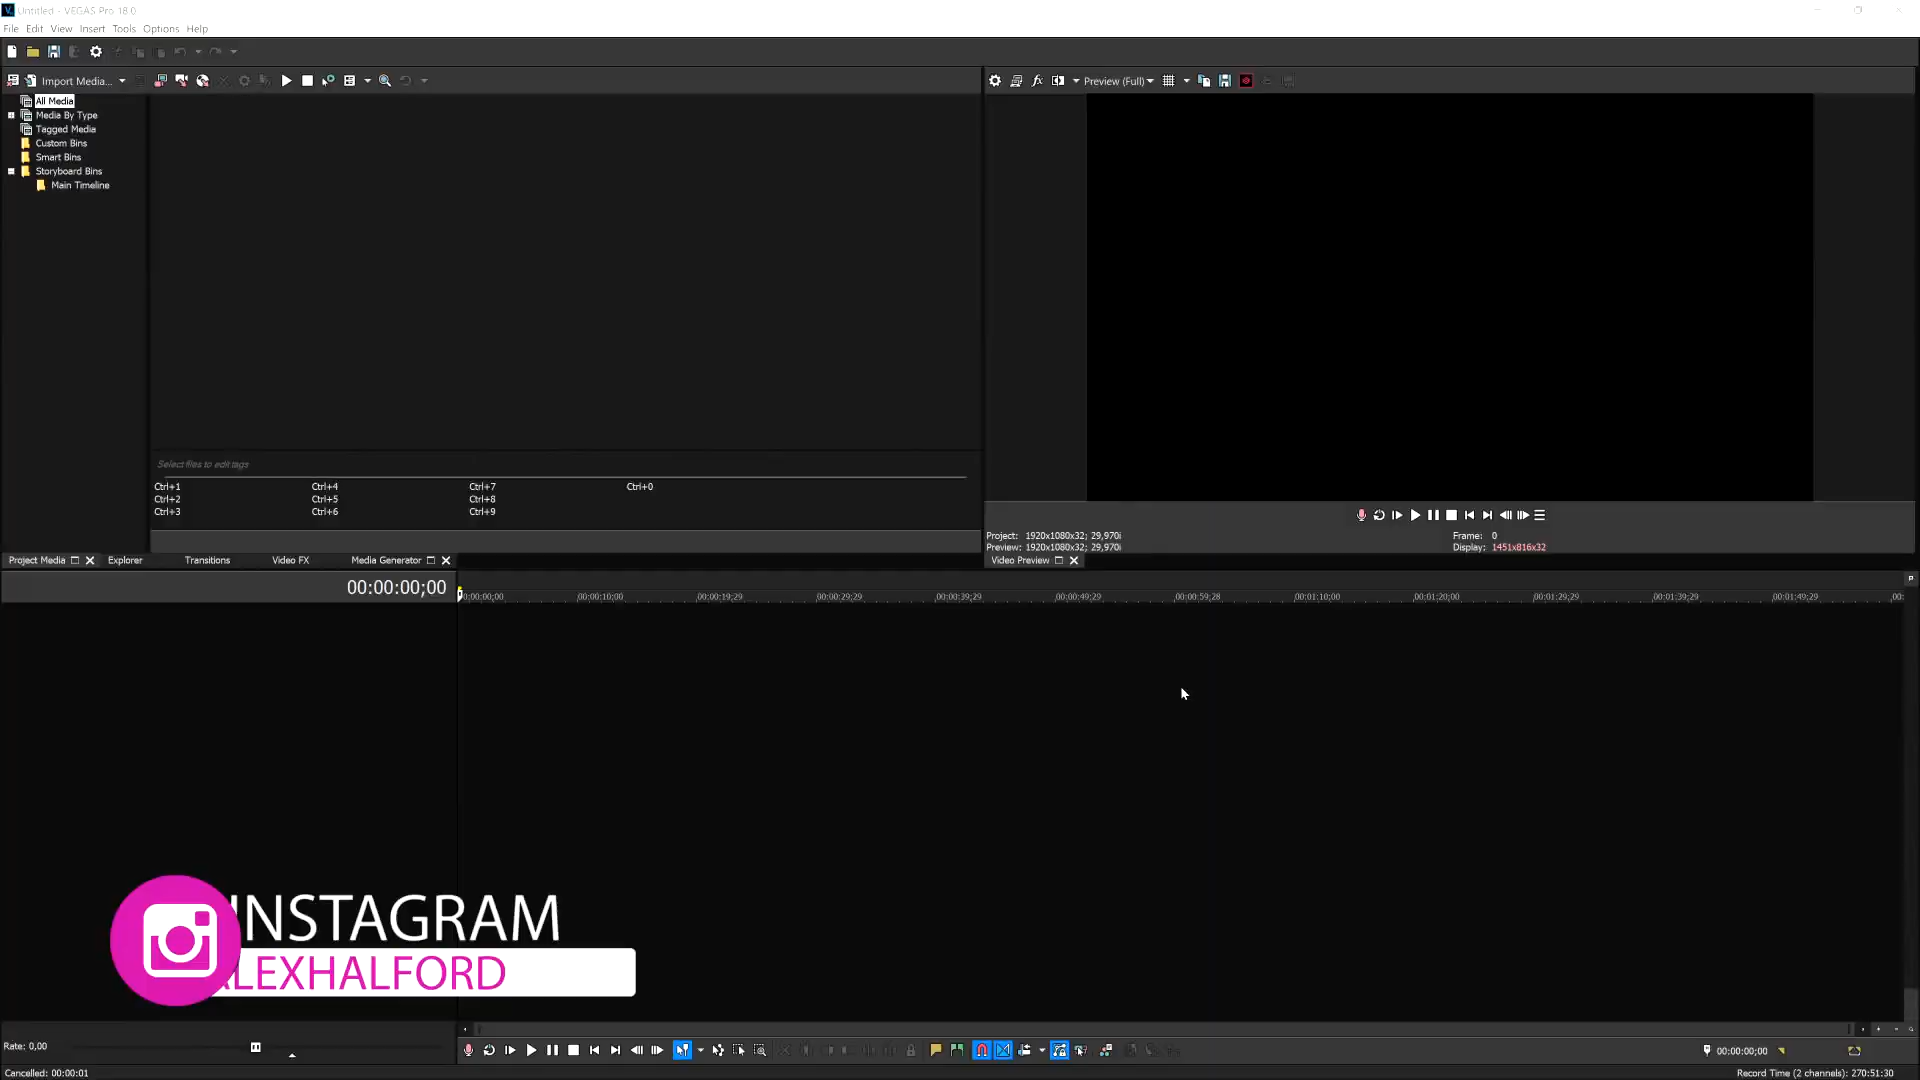 Untitled - VEGAS Pro 18.0
File Edit View Insert Tools Options Help
Import Media...
Preview (Full)
All Media
Media By Type
Tagged Media
Custom Bins
Smart Bins
Storyboard Bins
Main Timeline
Select files to edit tags
Ctrl+1 Ctrl+4 Ctrl+7 Ctrl+0
Ctrl+2 Ctrl+5 Ctrl+8
Ctrl+3 Ctrl+6 Ctrl+9
Project: 1920x1080x32; 29,970i
Frame: 0
Preview: 1920x1080x32; 29,970i
Display: 1451x816x32
Project Media Explorer Transitions Video FX Media Generator
Video Preview
00:00:00;00
00:00:00;00 00:00:10;00 00:00:19;29 00:00:29;29 00:00:39;29 00:00:49;29 00:00:59;28 00:01:10;00 00:01:20;00 00:01:29;29 00:01:39;29 00:01:49;29 00:
INSTAGRAM
ALEXHALFORD
Rate: 0,00
00:00:00;00
Cancelled: 00:00:01
Record Time (2 channels): 270:51:30